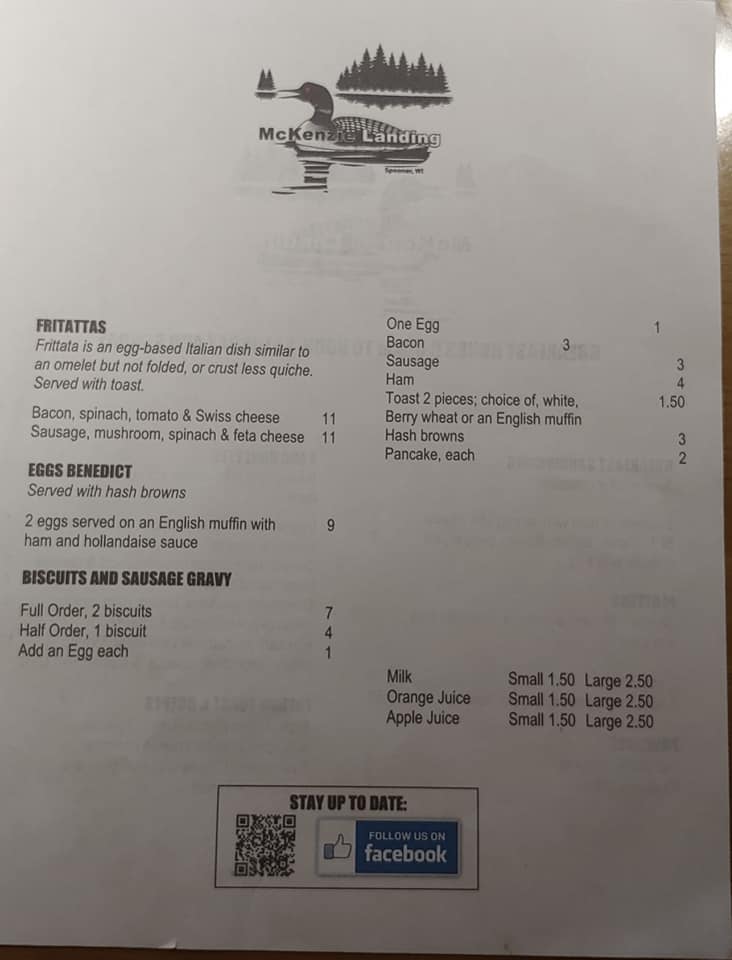 McKenzie Landing
Spooner, WI
FRITATTAS
Frittata is an egg-based Italian dish similar to
an omelet but not folded, or crust less quiche.
Served with toast.
Bacon, spinach, tomato & Swiss cheese 11
Sausage, mushroom, spinach & feta cheese 11
EGGS BENEDICT
Served with hash browns
2 eggs served on an English muffin with 9
ham and hollandaise sauce
BISCUITS AND SAUSAGE GRAVY
Full Order, 2 biscuits 7
Half Order, 1 biscuit 4
Add an Egg each 1
One Egg 1
Bacon 3
Sausage 3
Ham 4
Toast 2 pieces; choice of, white, 1.50
Berry wheat or an English muffin
Hash browns 3
Pancake, each 2
Milk Small 1.50 Large 2.50
Orange Juice Small 1.50 Large 2.50
Apple Juice Small 1.50 Large 2.50
STAY UP TO DATE:
FOLLOW US ON
facebook